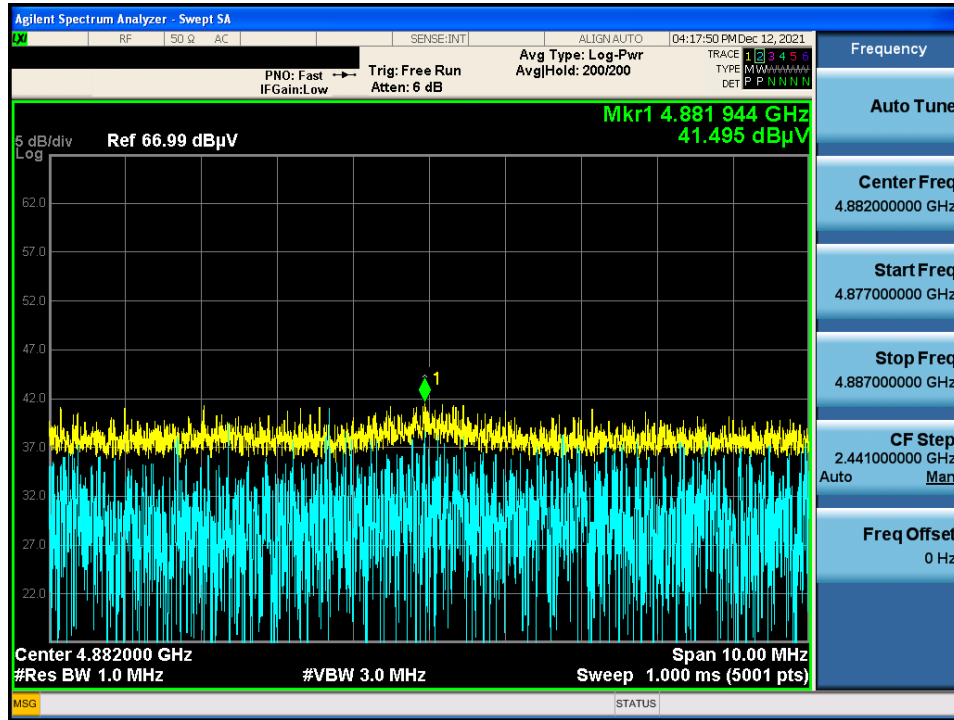 Agilent Spectrum Analyzer - Swept SA
LXI RF 50 Ω AC SENSE:INT ALIGN AUTO 04:17:50 PM Dec 12, 2021
PNO: Fast Trig: Free Run Avg Type: Log-Pwr TRACE 1 2 3 4 5 6
IFGain:Low Atten: 6 dB Avg|Hold: 200/200 TYPE M W W W W W
DET P P N N N N
Mkr1 4.881 944 GHz
41.495 dBµV
5 dB/div Ref 66.99 dBµV
Log
62.0
57.0
52.0
47.0
1
42.0
37.0
32.0
27.0
22.0
Center 4.882000 GHz Span 10.00 MHz
#Res BW 1.0 MHz #VBW 3.0 MHz Sweep 1.000 ms (5001 pts)
MSG STATUS
Frequency
Auto Tune
Center Freq
4.882000000 GHz
Start Freq
4.877000000 GHz
Stop Freq
4.887000000 GHz
CF Step
2.441000000 GHz
Auto Man
Freq Offset
0 Hz